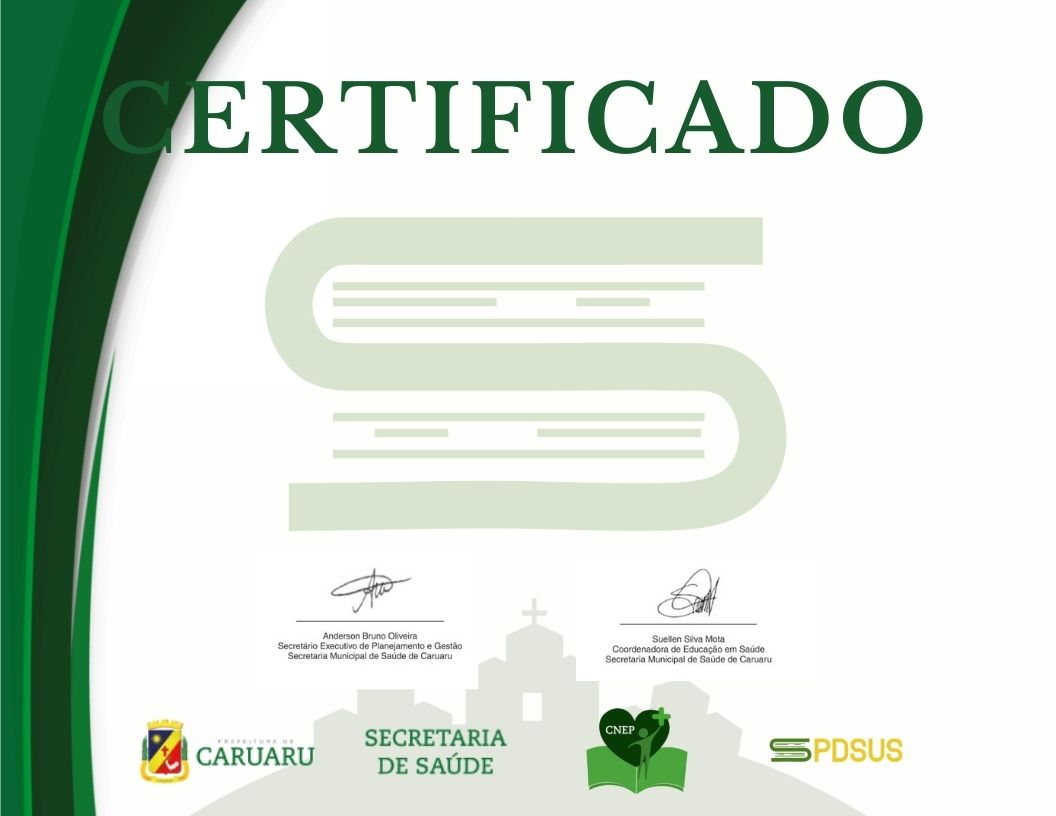 CERTIFICADO
Anderson Bruno Oliveira
Secretário Executivo de Planejamento e Gestão
Secretaria Municipal de Saúde de Caruaru
Suellen Silva Mota
Coordenadora de Educação em Saúde
Secretaria Municipal de Saúde de Caruaru
PREFEITURA DE
CARUARU
SECRETARIA
DE SAÚDE
CNEP
SPDSUS